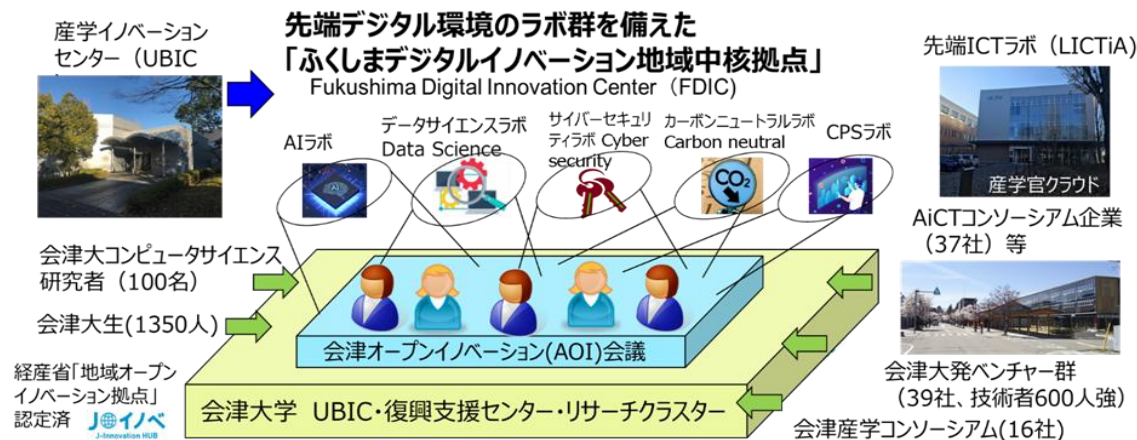 産学イノベーション
センター（UBIC
先端デジタル環境のラボ群を備えた
「ふくしまデジタルイノベーション地域中核拠点」
Fukushima Digital Innovation Center（FDIC)
先端ICTラボ（LICTiA）
AIラボ
データサイエンスラボ
Data Science
サイバーセキュリ
ティラボ Cyber
security
カーボンニュートラルラボ
Carbon neutral
CPSラボ
AI
CO2
産学官クラウド
AiCTコンソーシアム企業
（37社）等
会津大コンピュータサイエンス
研究者（100名）
会津大生(1350人)
経産省「地域オープン
イノベーション拠点」
認定済
J イノベ
J-Innovation HUB
会津オープンイノベーション(AOI)会議
会津大学 UBIC・復興支援センター・リサーチクラスター
会津大発ベンチャー群
（39社、技術者600人強）
会津産学コンソーシアム(16社)